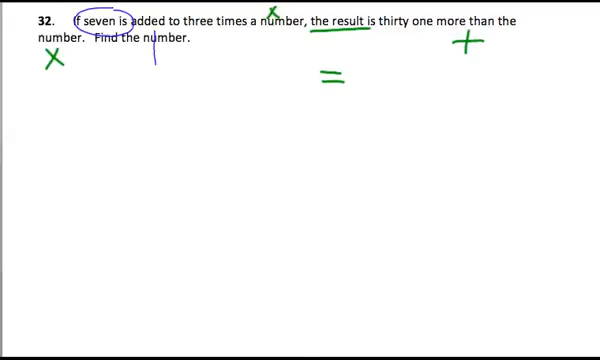 x
32. If seven is added to three times a number, the result is thirty one more than the
number. Find the number.
+
x
=